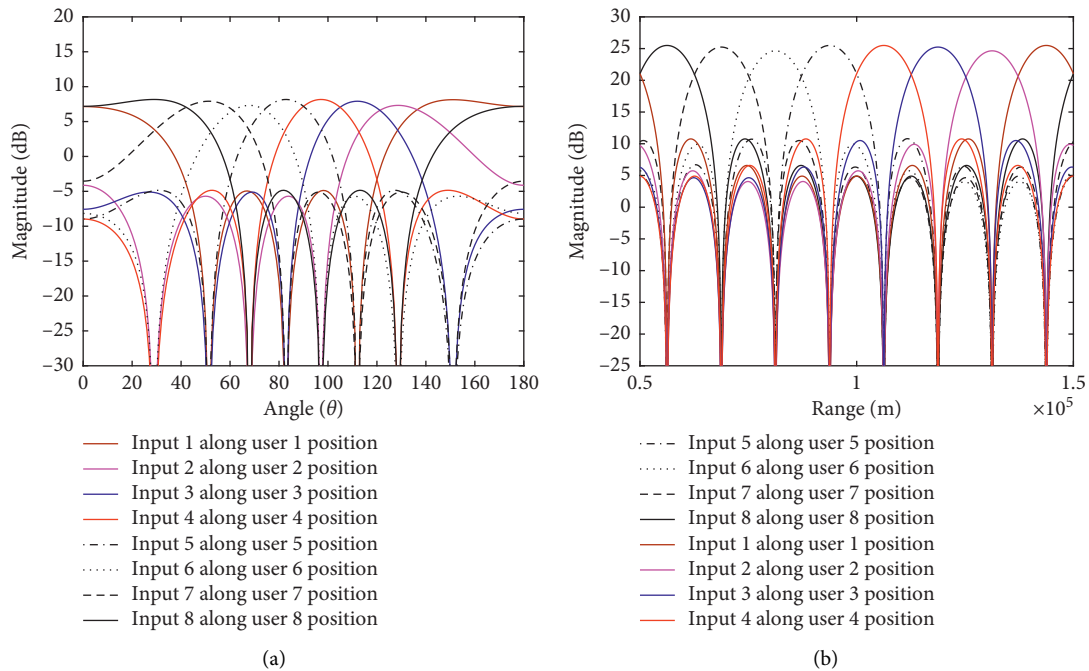 20
15
10
5
0
−5
−10
−15
−20
−25
−30
Magnitude (dB)
0 20 40 60 80 100 120 140 160 180
Angle (θ)
Input 1 along user 1 position
Input 2 along user 2 position
Input 3 along user 3 position
Input 4 along user 4 position
Input 5 along user 5 position
Input 6 along user 6 position
Input 7 along user 7 position
Input 8 along user 8 position
(a)
30
25
20
15
10
5
0
−5
−10
−15
−20
−25
Magnitude (dB)
0.5 1 1.5
Range (m)
×10⁵
Input 5 along user 5 position
Input 6 along user 6 position
Input 7 along user 7 position
Input 8 along user 8 position
Input 1 along user 1 position
Input 2 along user 2 position
Input 3 along user 3 position
Input 4 along user 4 position
(b)